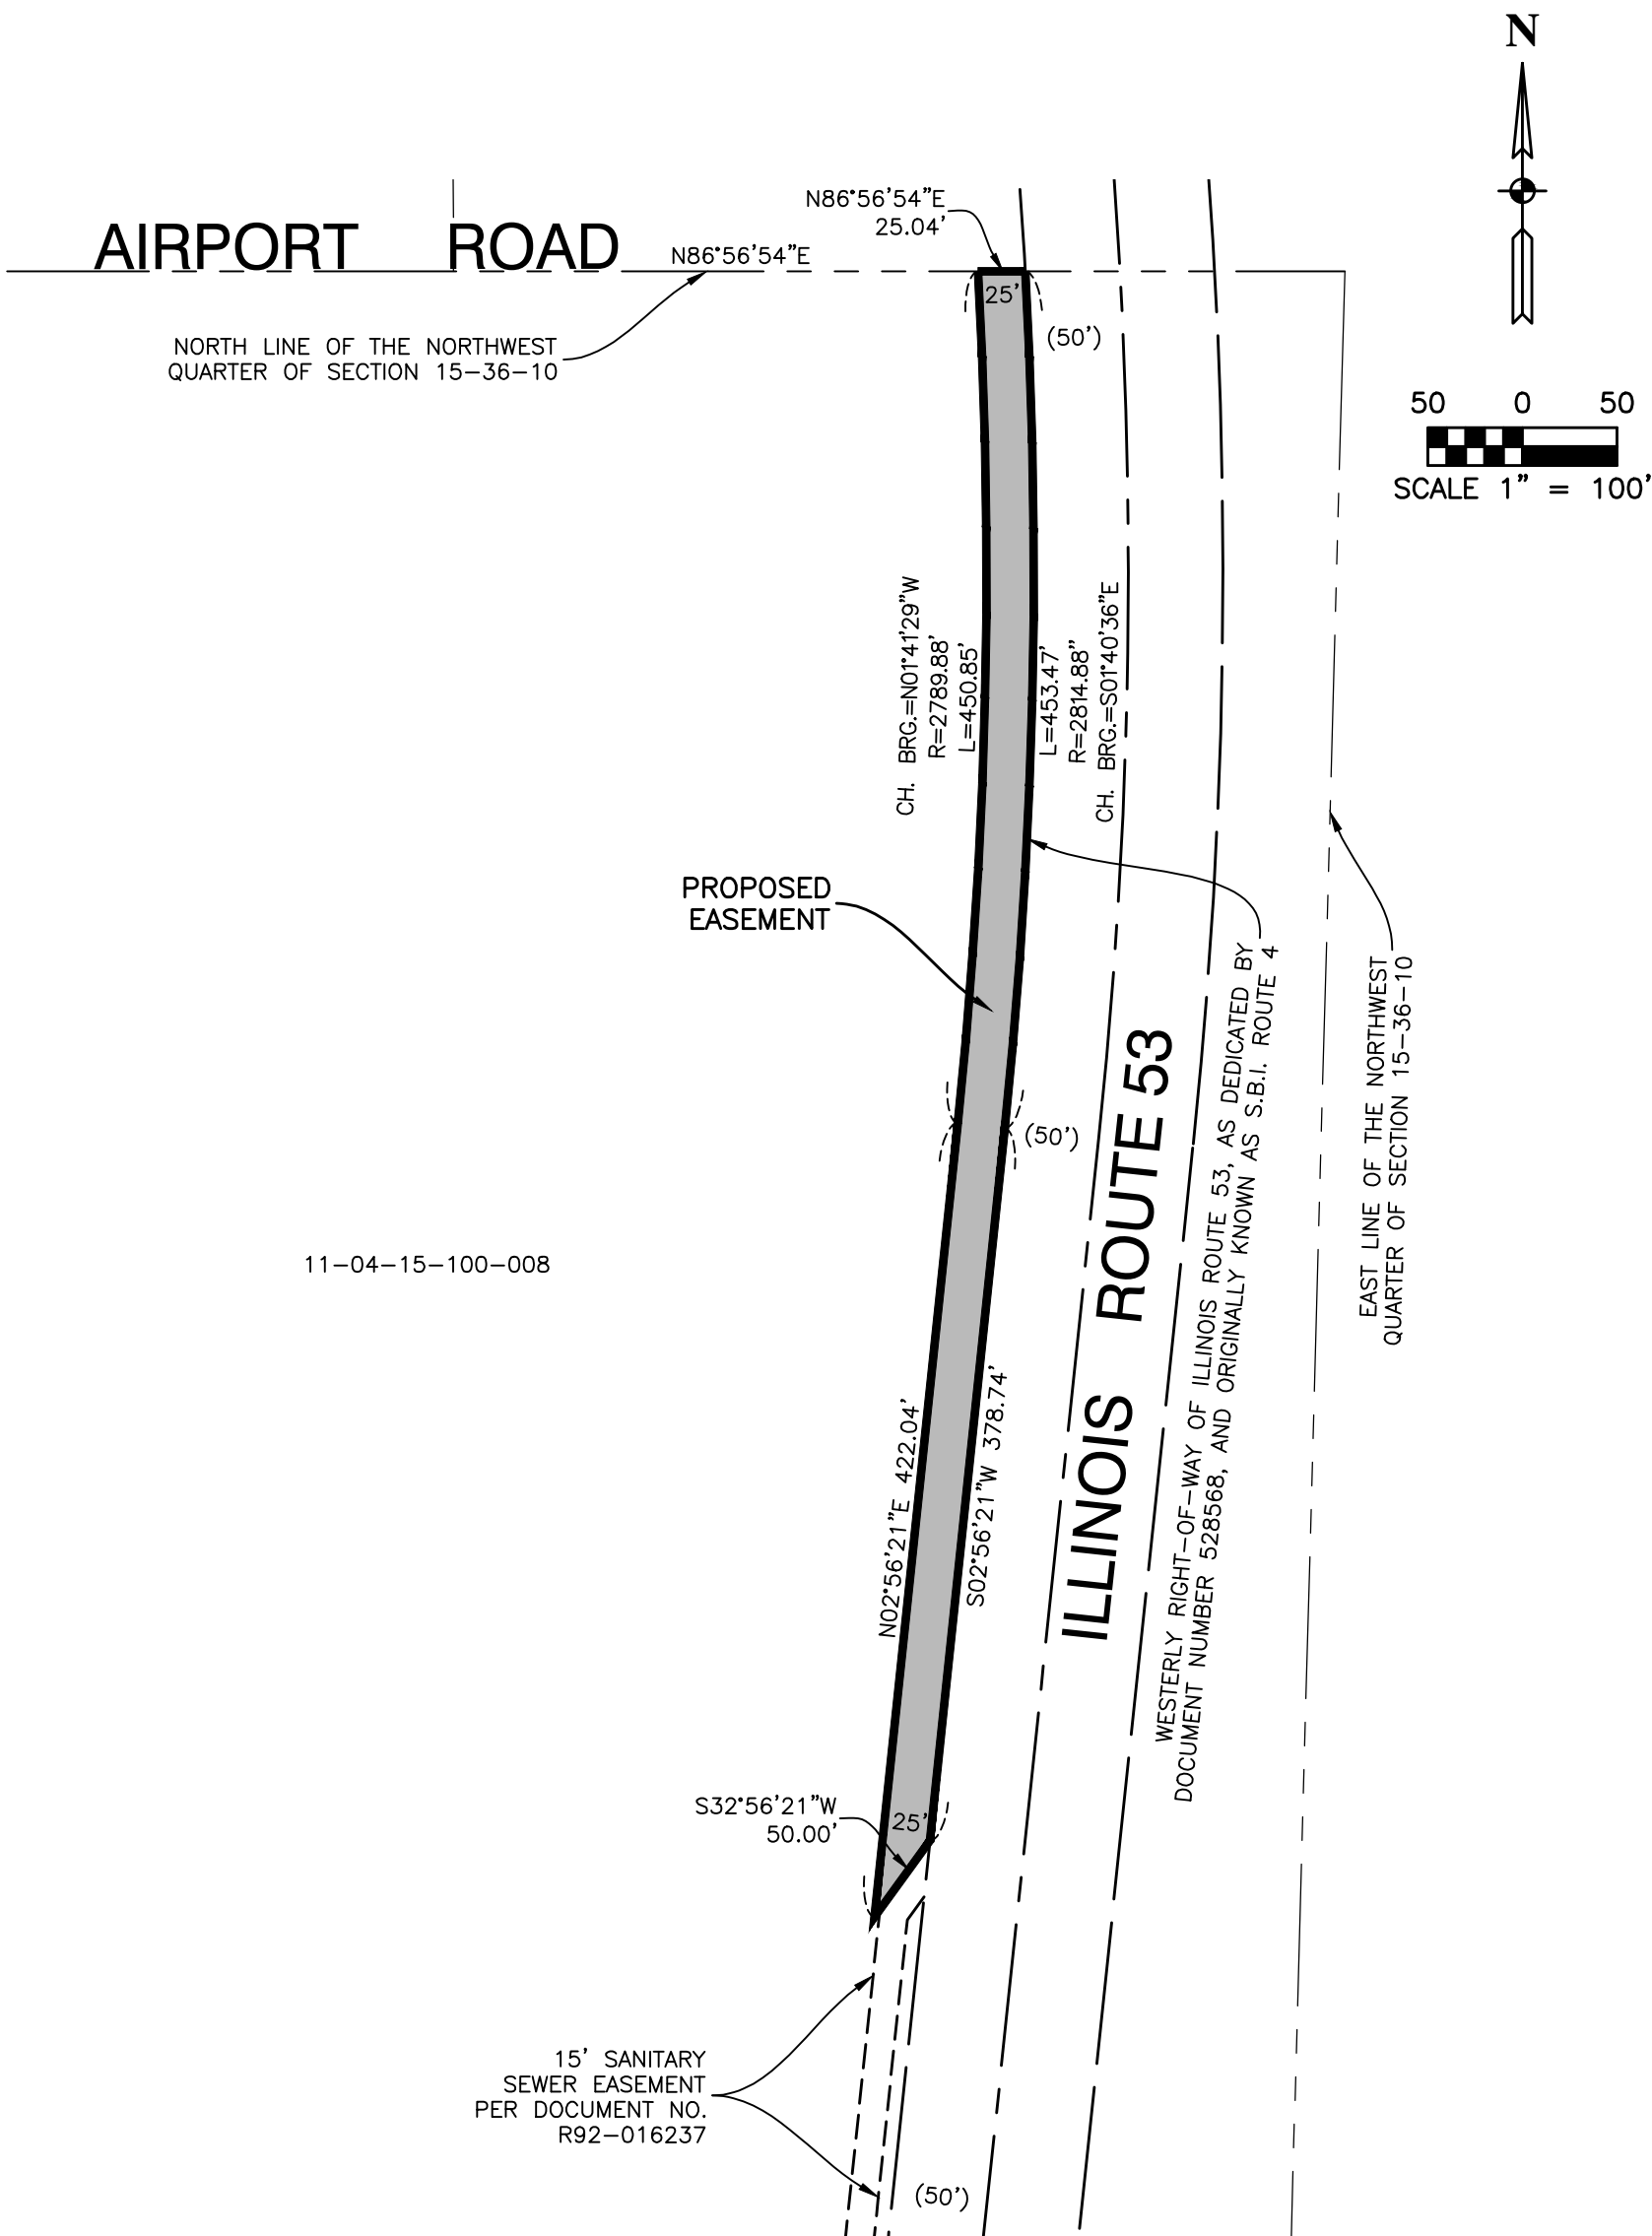 N
N86°56'54"E
25.04'
AIRPORT ROAD
N86°56'54"E
25'
(50')
NORTH LINE OF THE NORTHWEST
QUARTER OF SECTION 15-36-10
50 0 50
SCALE 1" = 100'
CH. BRG.=N01°41'29"W
R=2789.88'
L=450.85'
L=453.47'
R=2814.88"
CH. BRG.=S01°40'36"E
PROPOSED
EASEMENT
WESTERLY RIGHT-OF-WAY OF ILLINOIS ROUTE 53, AS DEDICATED BY
DOCUMENT NUMBER 528568, AND ORIGINALLY KNOWN AS S.B.I. ROUTE 4
EAST LINE OF THE NORTHWEST
QUARTER OF SECTION 15-36-10
(50')
ILLINOIS ROUTE 53
11-04-15-100-008
N02°56'21"E 422.04'
S02°56'21"W 378.74'
S32°56'21"W
50.00'
25'
15' SANITARY
SEWER EASEMENT
PER DOCUMENT NO.
R92-016237
(50')